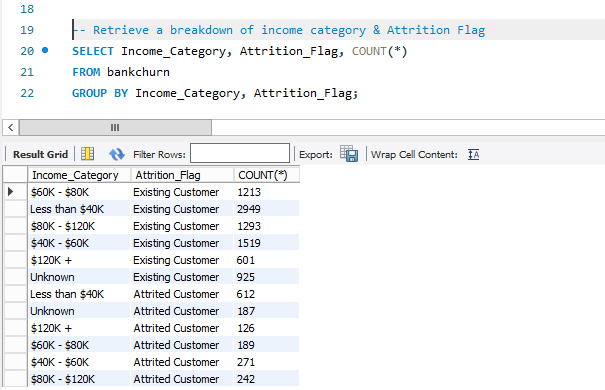 18
19 -- Retrieve a breakdown of income category & Attrition Flag
20 SELECT Income_Category, Attrition_Flag, COUNT(*)
21 FROM bankchurn
22 GROUP BY Income_Category, Attrition_Flag;
Result Grid Filter Rows: Export: Wrap Cell Content: IA
Income_Category Attrition_Flag COUNT(*)
$60K - $80K Existing Customer 1213
Less than $40K Existing Customer 2949
$80K - $120K Existing Customer 1293
$40K - $60K Existing Customer 1519
$120K + Existing Customer 601
Unknown Existing Customer 925
Less than $40K Attrited Customer 612
Unknown Attrited Customer 187
$120K + Attrited Customer 126
$60K - $80K Attrited Customer 189
$40K - $60K Attrited Customer 271
$80K - $120K Attrited Customer 242